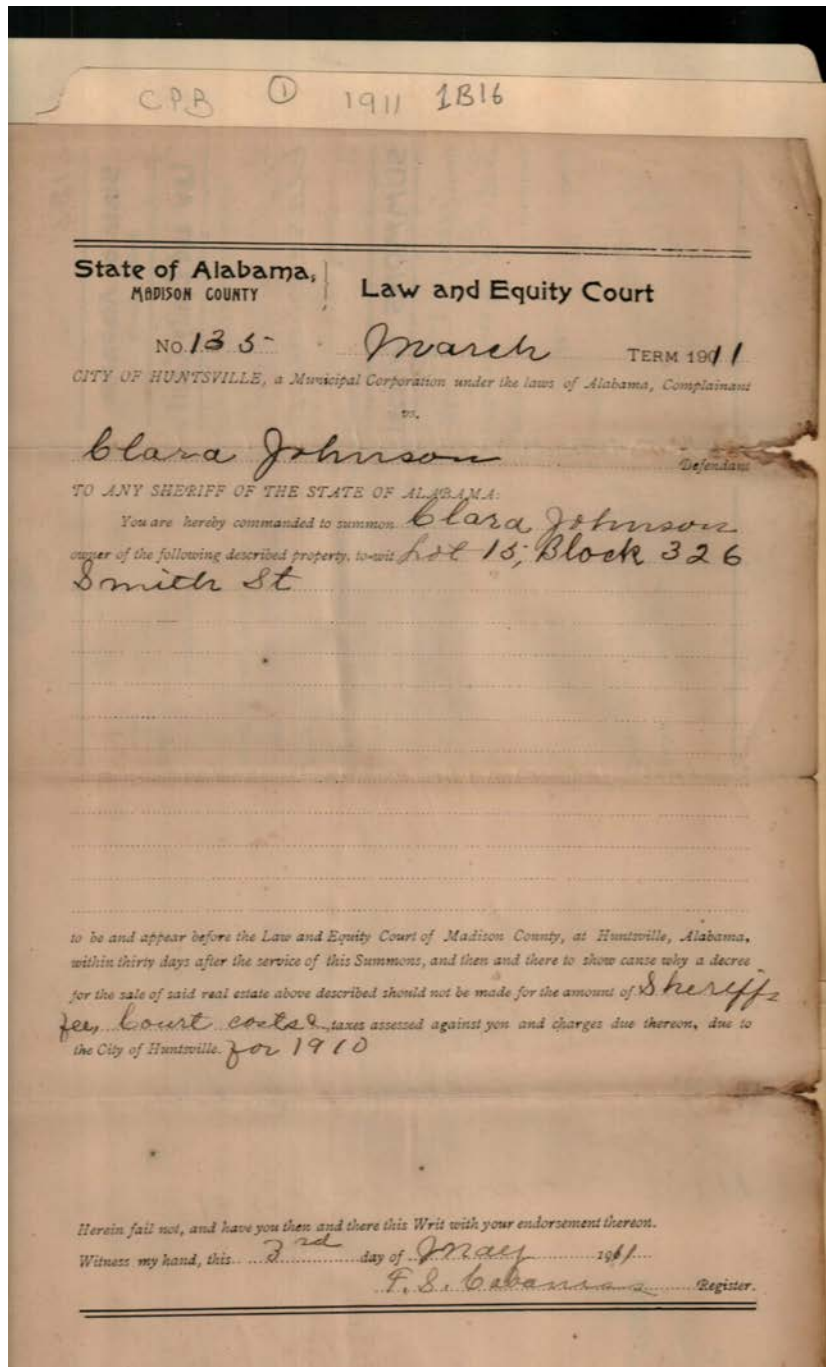 CPB ① 1911 1B16
State of Alabama, Law and Equity Court
MADISON COUNTY
No. 135 March TERM 1911
CITY OF HUNTSVILLE, a Municipal Corporation under the laws of Alabama, Complainant
vs.
Clara Johnson Defendant
TO ANY SHERIFF OF THE STATE OF ALABAMA:
You are hereby commanded to summon Clara Johnson
owner of the following described property, to-wit Lot 15, Block 326
Smith St
to be and appear before the Law and Equity Court of Madison County, at Huntsville, Alabama,
within thirty days after the service of this Summons, and then and there to show cause why a decree
for the sale of said real estate above described should not be made for the amount of Sheriffs
fee, Court costs & taxes assessed against you and charges due thereon, due to
the City of Huntsville. for 1910
Herein fail not, and have you then and there this Writ with your endorsement thereon.
Witness my hand, this 3rd day of May 1911
F. S. Cabaniss Register.